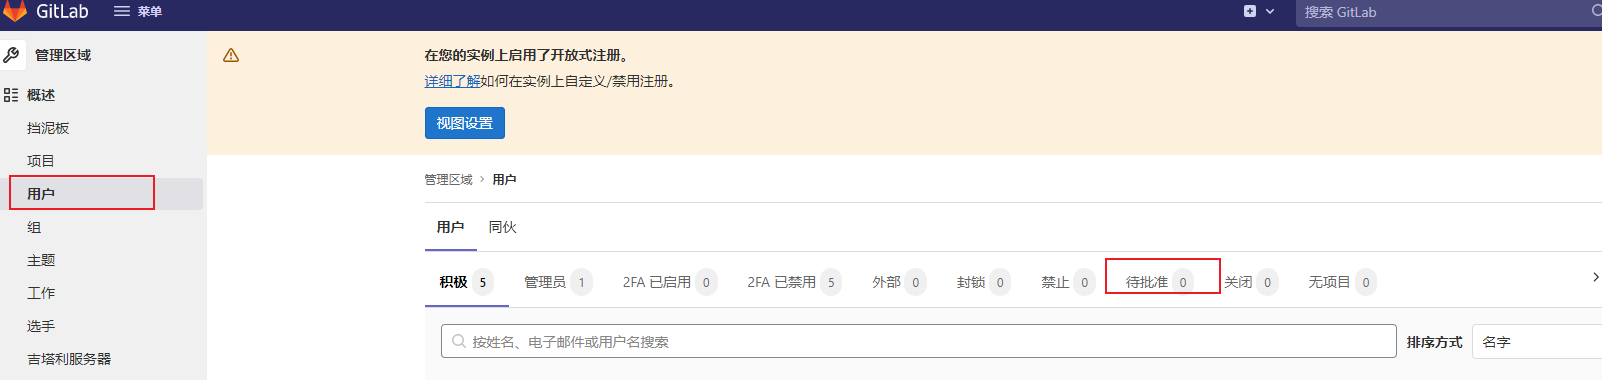 GitLab 菜单 搜索 GitLab
管理区域
概述
挡泥板
项目
用户
组
主题
工作
选手
吉塔利服务器
在您的实例上启用了开放式注册。
详细了解如何在实例上自定义/禁用注册。
视图设置
管理区域 › 用户
用户 同伙
积极 5 管理员 1 2FA 已启用 0 2FA 已禁用 5 外部 0 封锁 0 禁止 0 待批准 0 关闭 0 无项目 0
按姓名、电子邮件或用户名搜索 排序方式 名字